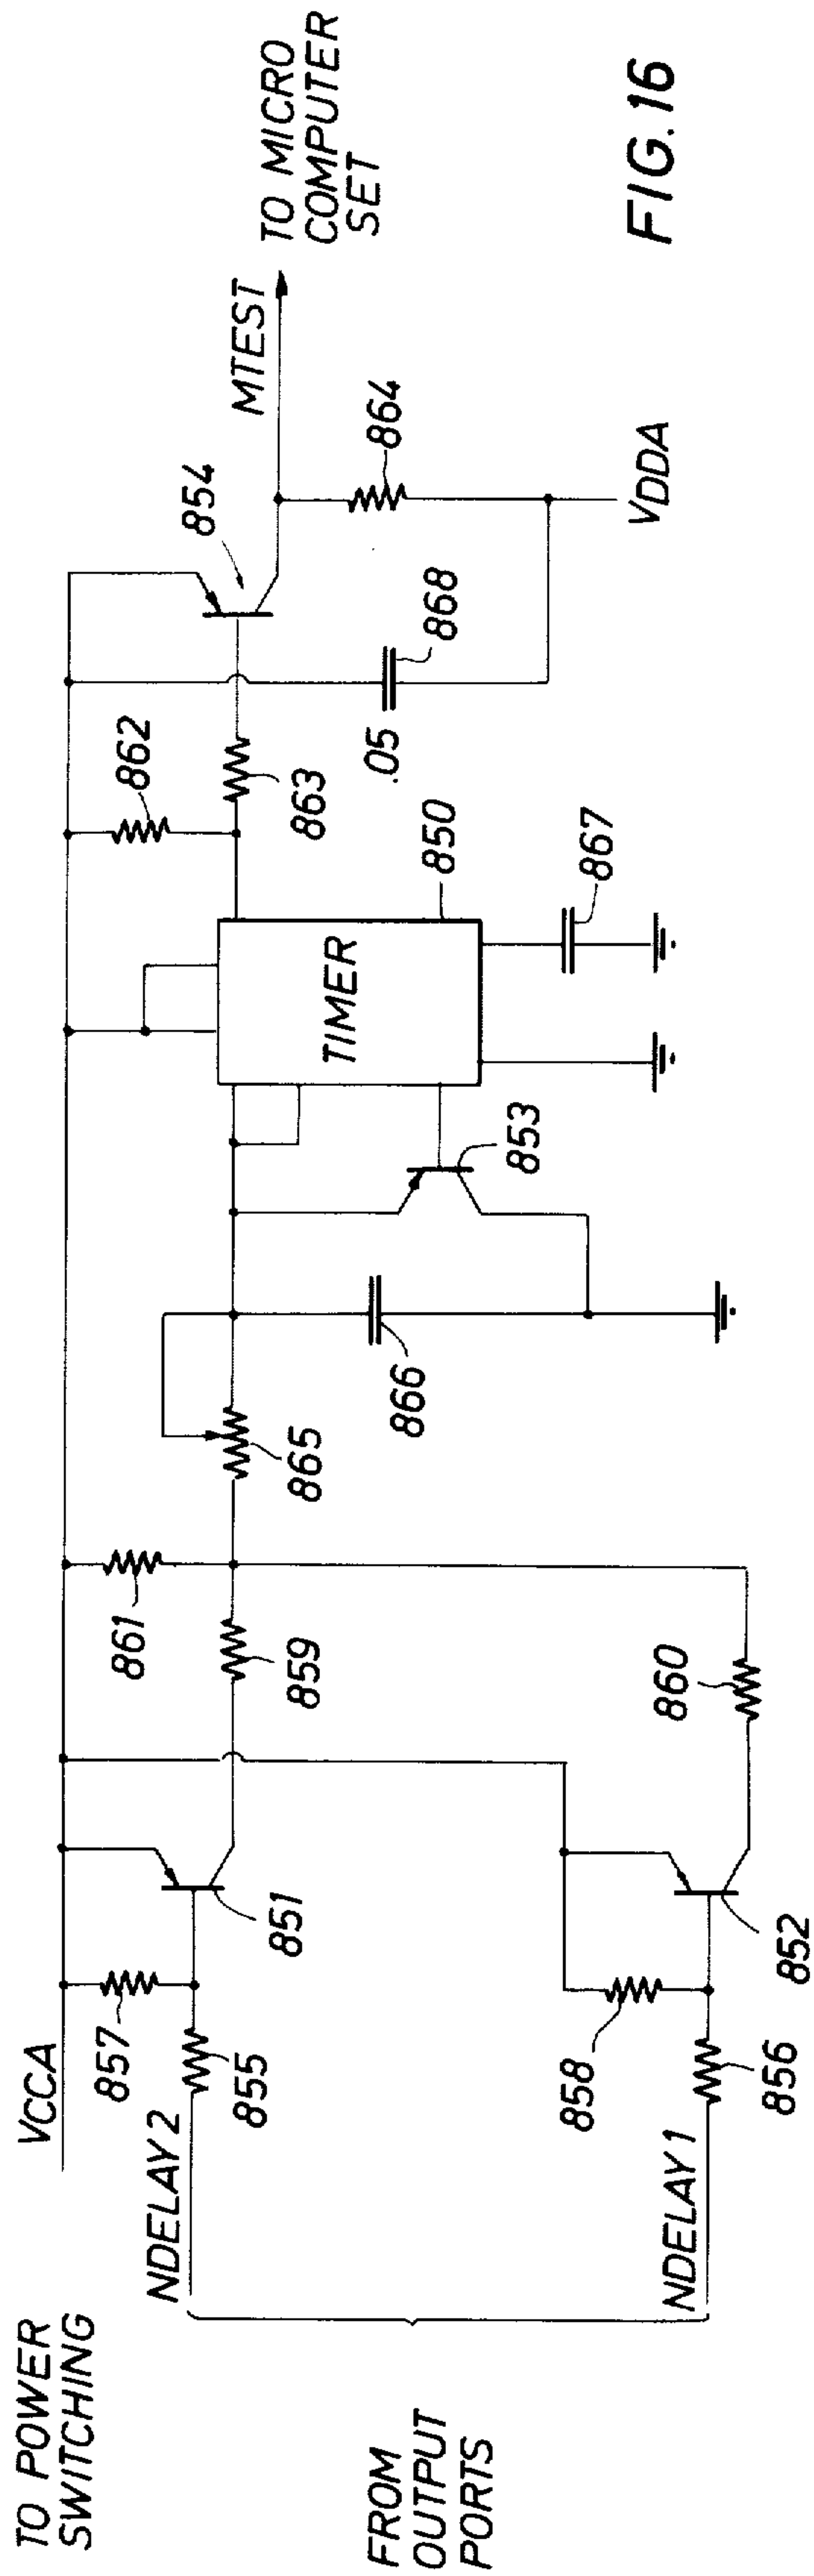 TO POWER
SWITCHING
VCCA
857
NDELAY 2
855
851
861
859
865
866
853
TIMER
850
867
862
863
.05
868
854
MTEST
TO MICRO
COMPUTER
SET
864
VDDA
FROM
OUTPUT
PORTS
NDELAY 1
858
856
852
860
FIG. 16